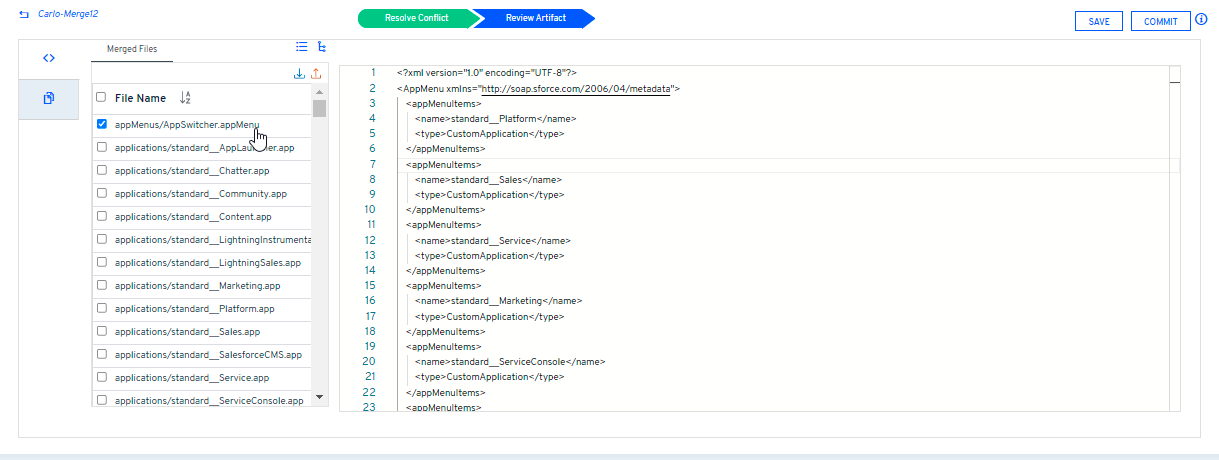 Carlo-Merge12
Resolve Conflict
Review Artifact
SAVE
COMMIT
Merged Files
File Name
appMenus/AppSwitcher.appMenu
applications/standard__Chatter.app
applications/standard__Community.app
applications/standard__Content.app
applications/standard__LightningInstrumenta
applications/standard__LightningSales.app
applications/standard__Marketing.app
applications/standard__Platform.app
applications/standard__Sales.app
applications/standard__SalesforceCMS.app
applications/standard__Service.app
applications/standard__ServiceConsole.app
1 <?xml version="1.0" encoding="UTF-8"?>
2 <AppMenu xmlns="http://soap.sforce.com/2006/04/metadata">
3 <appMenuItems>
4 <name>standard__Platform</name>
5 <type>CustomApplication</type>
6 </appMenuItems>
7 <appMenuItems>
8 <name>standard__Sales</name>
9 <type>CustomApplication</type>
10 </appMenuItems>
11 <appMenuItems>
12 <name>standard__Service</name>
13 <type>CustomApplication</type>
14 </appMenuItems>
15 <appMenuItems>
16 <name>standard__Marketing</name>
17 <type>CustomApplication</type>
18 </appMenuItems>
19 <appMenuItems>
20 <name>standard__ServiceConsole</name>
21 <type>CustomApplication</type>
22 </appMenuItems>
23 <appMenuItems>